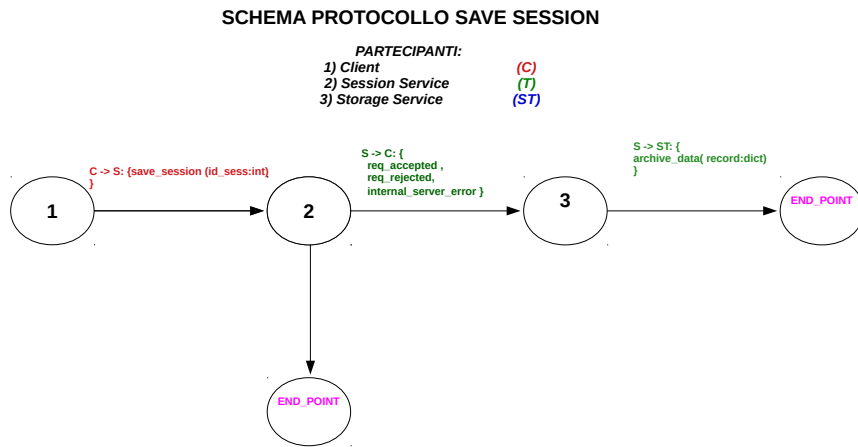 SCHEMA PROTOCOLLO SAVE SESSION
PARTECIPANTI:
1) Client (C)
2) Session Service (T)
3) Storage Service (ST)
C -> S: {save_session (id_sess:int)
}
S -> C: {
req_accepted ,
req_rejected,
internal_server_error }
S -> ST: {
archive_data( record:dict)
}
1
2
3
END_POINT
END_POINT